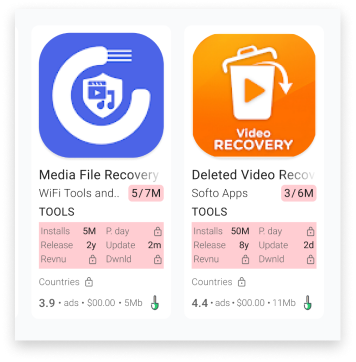 Video
RECOVERY
Media File Recovery
WiFi Tools and..
5/7M
TOOLS
Installs 5M P. day
Release 2y Update 2m
Revnu Dwnld
Countries
3.9 • ads • $00.00 • 5Mb
Deleted Video Recov
Softo Apps
3/6M
TOOLS
Installs 50M P. day
Release 8y Update 2d
Revnu Dwnid
Countries
4.4 • ads • $00.00 • 11Mb